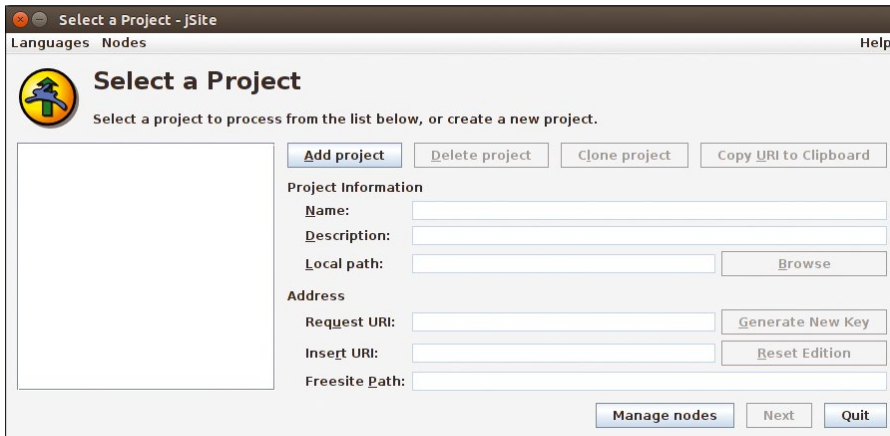 Select a Project - jSite
Languages Nodes Help
Select a Project
Select a project to process from the list below, or create a new project.
Add project Delete project Clone project Copy URI to Clipboard
Project Information
Name:
Description:
Local path: Browse
Address
Request URI: Generate New Key
Insert URI: Reset Edition
Freesite Path:
Manage nodes Next Quit